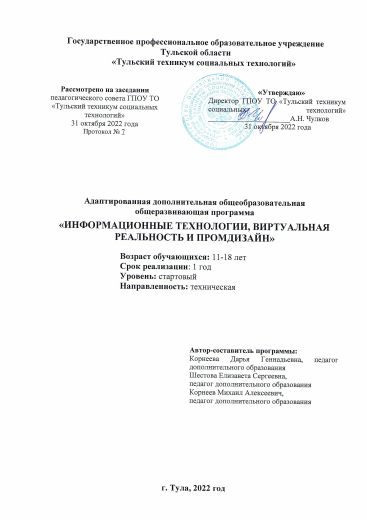 Государственное профессиональное образовательное учреждение
Тульской области
«Тульский техникум социальных технологий»
Рассмотрено на заседании
педагогического совета ГПОУ ТО
«Тульский техникум социальных
технологий»
31 октября 2022 года
Протокол № 7
«Утверждаю»
Директор ГПОУ ТО «Тульский техникум
социальных технологий»
А.Н. Чулков
31 октября 2022 года
Адаптированная дополнительная общеобразовательная
общеразвивающая программа
«ИНФОРМАЦИОННЫЕ ТЕХНОЛОГИИ, ВИРТУАЛЬНАЯ
РЕАЛЬНОСТЬ И ПРОМДИЗАЙН»
Возраст обучающихся: 11-18 лет
Срок реализации: 1 год
Уровень: стартовый
Направленность: техническая
Автор-составитель программы:
Корнеева Дарья Геннадьевна, педагог
дополнительного образования
Шестова Елизавета Сергеевна,
педагог дополнительного образования
Корнеев Михаил Алексеевич,
педагог дополнительного образования
г. Тула, 2022 год